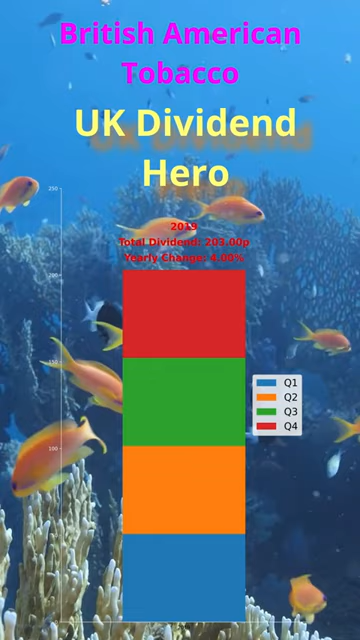 British American
Tobacco
UK Dividend
Hero
250
2019
Total Dividend: 203.00p
Yearly Change: 4.00%
200
150
Q1
Q2
Q3
Q4
100